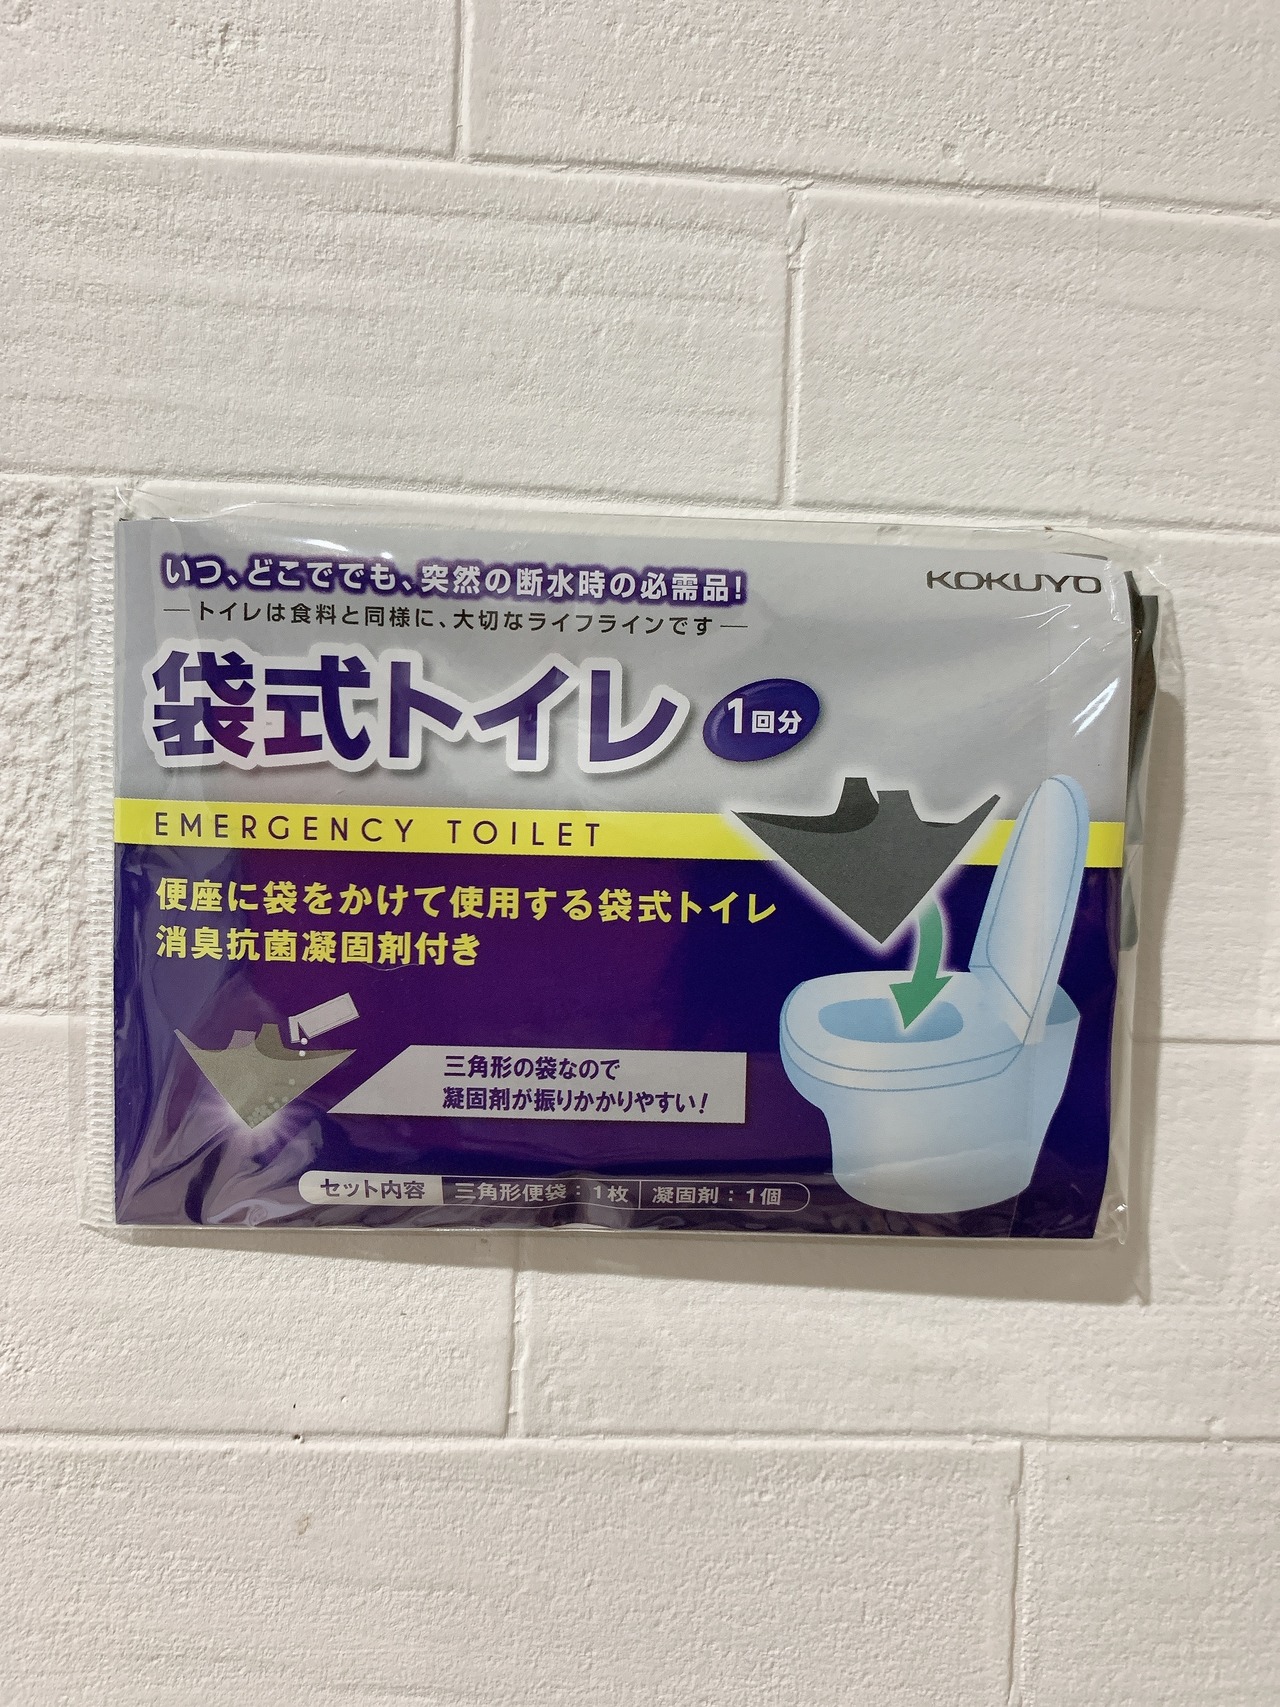 いつ、どこででも、突然の断水時の必需品!
KOKUYO
―トイレは食料と同様に、大切なライフラインです―
袋式トイレ
1回分
EMERGENCY TOILET
便座に袋をかけて使用する袋式トイレ
消臭抗菌凝固剤付き
三角形の袋なので
凝固剤が振りかかりやすい!
セット内容 三角形便袋:1枚 凝固剤:1個